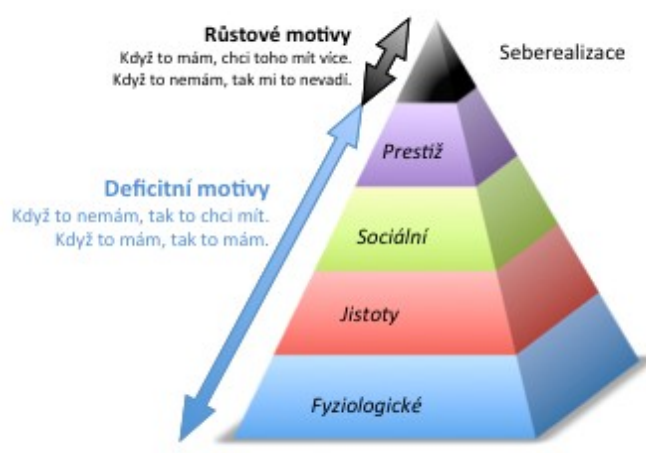 Růstové motivy
Když to mám, chci toho mít více.
Když to nemám, tak mi to nevadí.
Seberealizace
Prestiž
Deficitní motivy
Když to nemám, tak to chci mít.
Když to mám, tak to mám.
Sociální
Jistoty
Fyziologické